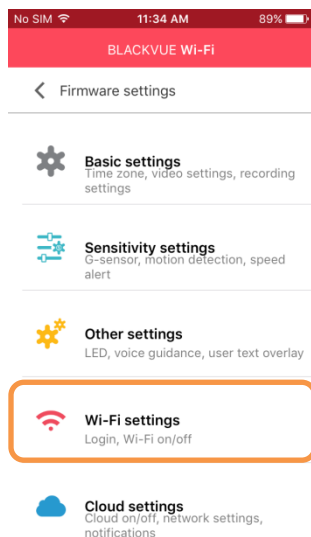 No SIM 11:34 AM 89%
BLACKVUE Wi-Fi
Firmware settings
Basic settings
Time zone, video settings, recording
settings
Sensitivity settings
G-sensor, motion detection, speed
alert
Other settings
LED, voice guidance, user text overlay
Wi-Fi settings
Login, Wi-Fi on/off
Cloud settings
Cloud on/off, network settings,
notifications